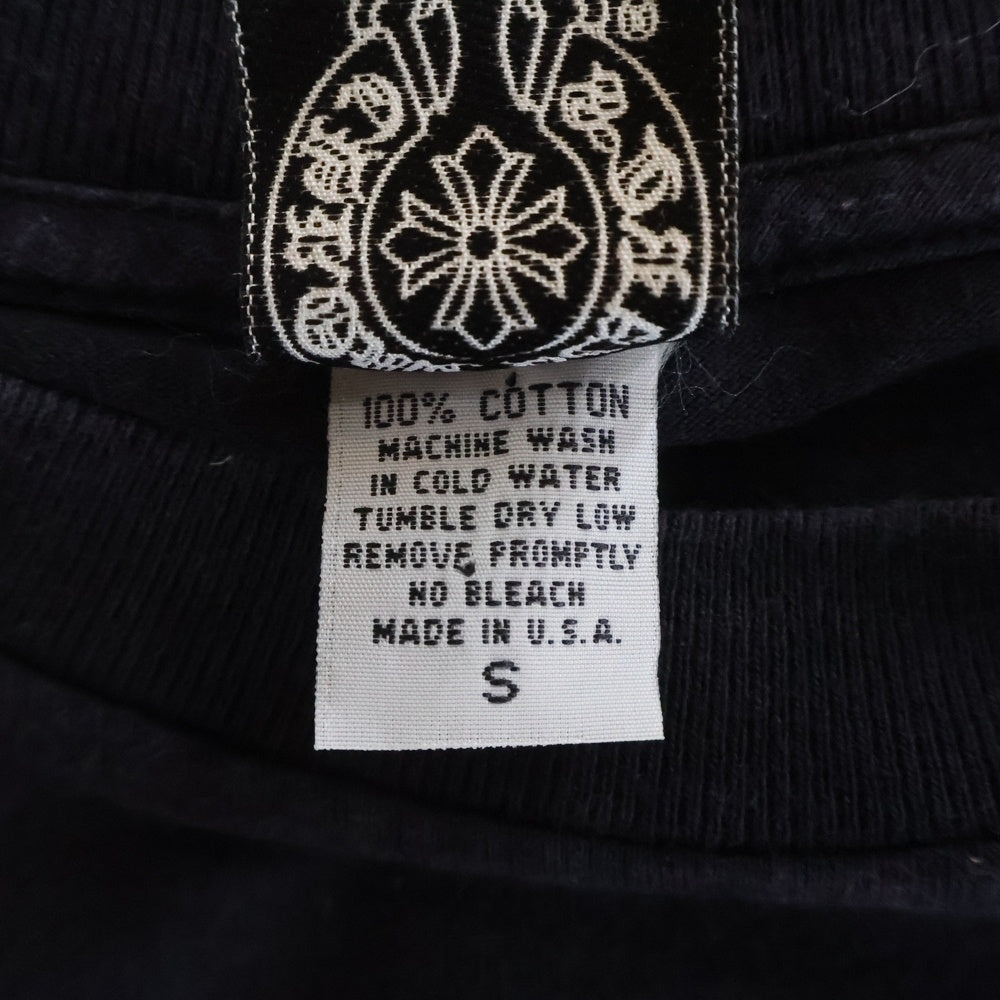 100% COTTON
MACHINE WASH
IN COLD WATER
TUMBLE DRY LOW
REMOVE PROMPTLY
NO BLEACH
MADE IN U.S.A.
S